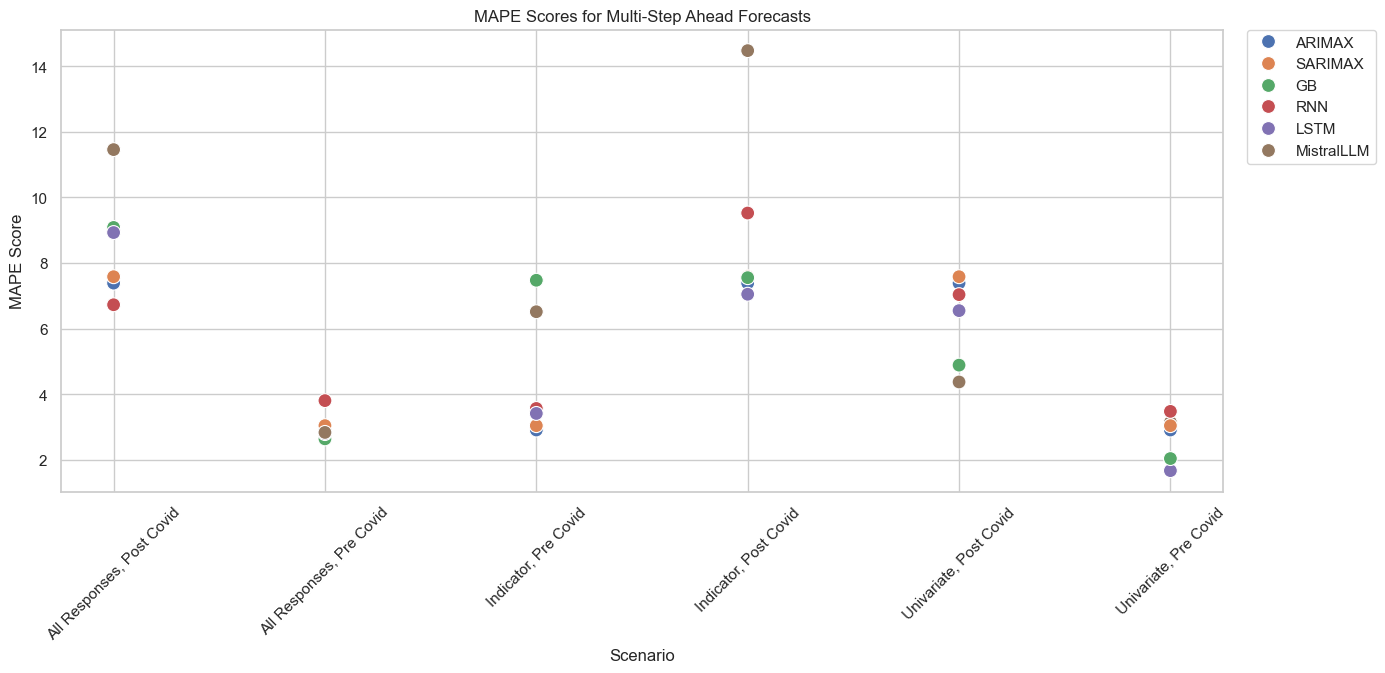 MAPE Scores for Multi-Step Ahead Forecasts
ARIMAX
SARIMAX
GB
RNN
LSTM
MistralLLM
MAPE Score
14
12
10
8
6
4
2
All Responses, Post Covid
All Responses, Pre Covid
Indicator, Pre Covid
Indicator, Post Covid
Univariate, Post Covid
Univariate, Pre Covid
Scenario